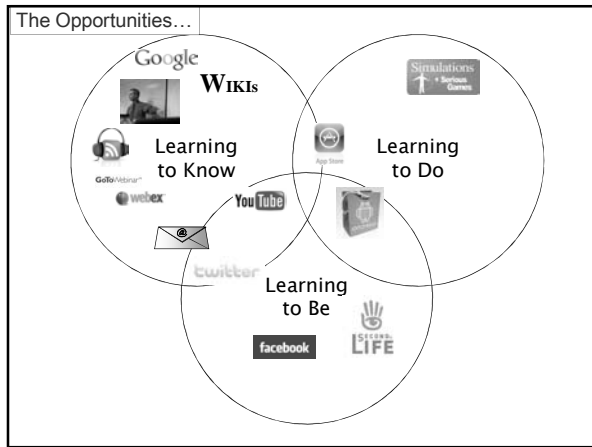 The Opportunities…
Google
WIKIs
Simulations
+ Serious
Games
App Store
Learning
to Know
Learning
to Do
GoToWebinar™
webex
YouTube
@
twitter
Learning
to Be
facebook
SECOND
LIFE